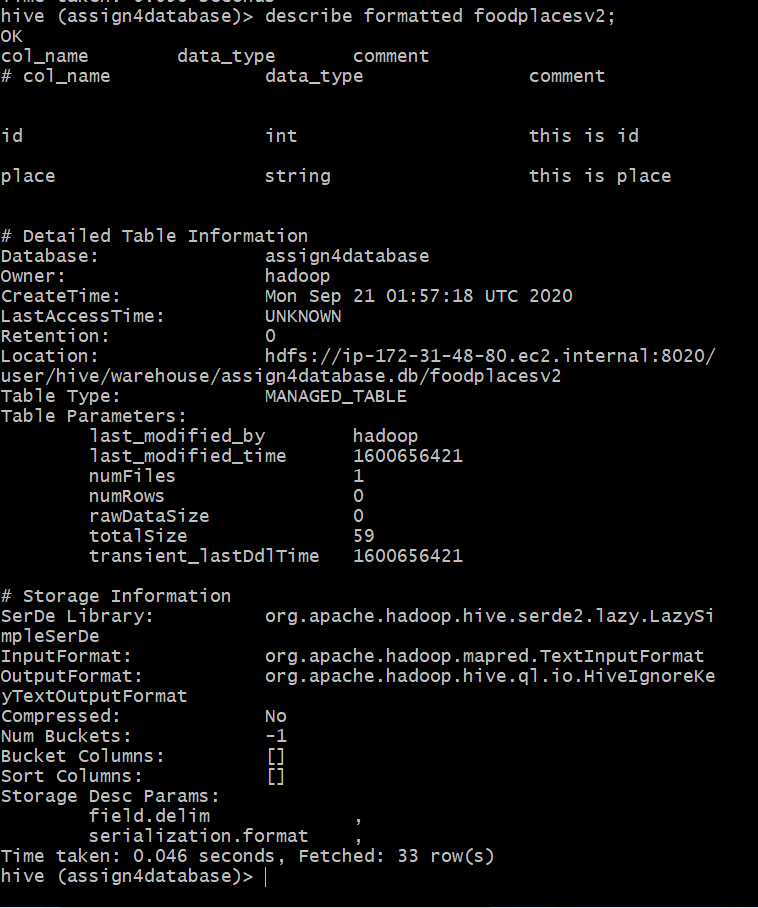 hive (assign4database)> describe formatted foodplacesv2;
OK
col_name        data_type       comment
# col_name              data_type               comment
id                      int                     this is id
place                   string                  this is place
# Detailed Table Information
Database:               assign4database
Owner:                  hadoop
CreateTime:             Mon Sep 21 01:57:18 UTC 2020
LastAccessTime:         UNKNOWN
Retention:              0
Location:               hdfs://ip-172-31-48-80.ec2.internal:8020/
user/hive/warehouse/assign4database.db/foodplacesv2
Table Type:             MANAGED_TABLE
Table Parameters:
        last_modified_by        hadoop
        last_modified_time      1600656421
        numFiles                1
        numRows                 0
        rawDataSize             0
        totalSize               59
        transient_lastDdlTime   1600656421
# Storage Information
SerDe Library:          org.apache.hadoop.hive.serde2.lazy.LazySi
mpleSerDe
InputFormat:            org.apache.hadoop.mapred.TextInputFormat
OutputFormat:           org.apache.hadoop.hive.ql.io.HiveIgnoreKe
yTextOutputFormat
Compressed:             No
Num Buckets:            -1
Bucket Columns:         []
Sort Columns:           []
Storage Desc Params:
        field.delim             ,
        serialization.format    ,
Time taken: 0.046 seconds, Fetched: 33 row(s)
hive (assign4database)>